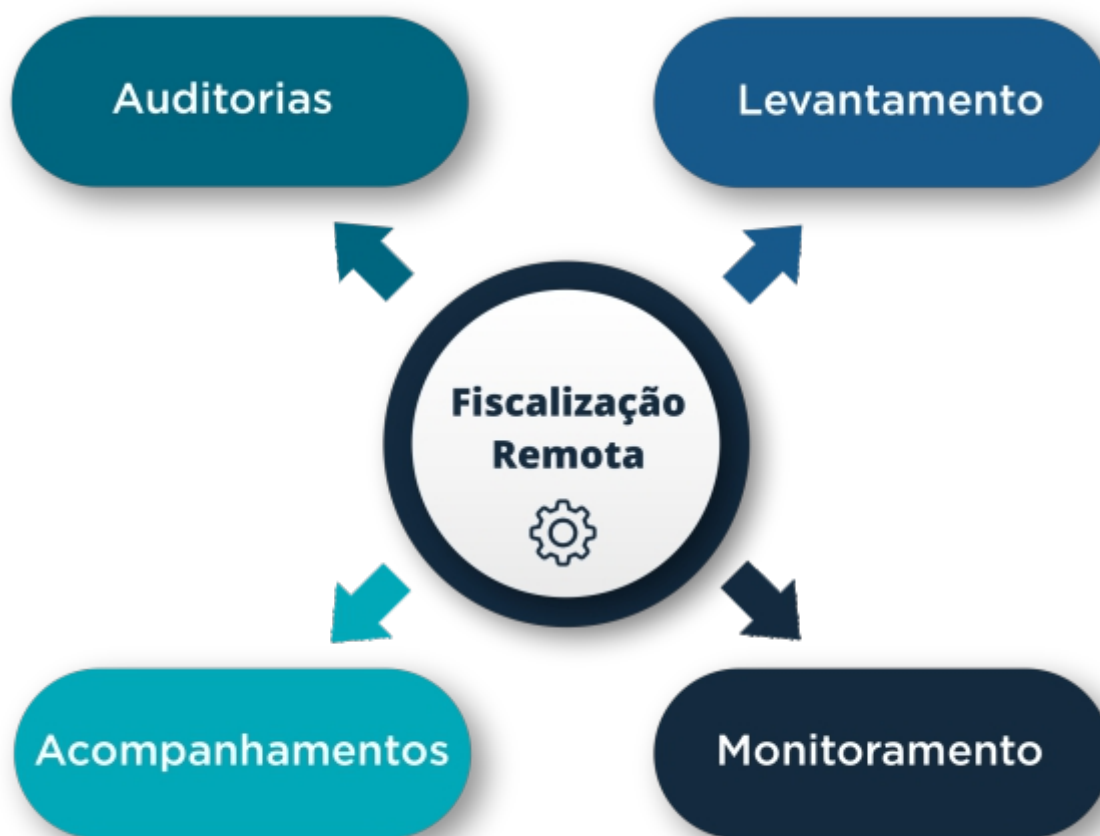 Auditorias
Levantamento
Fiscalização
Remota
Acompanhamentos
Monitoramento